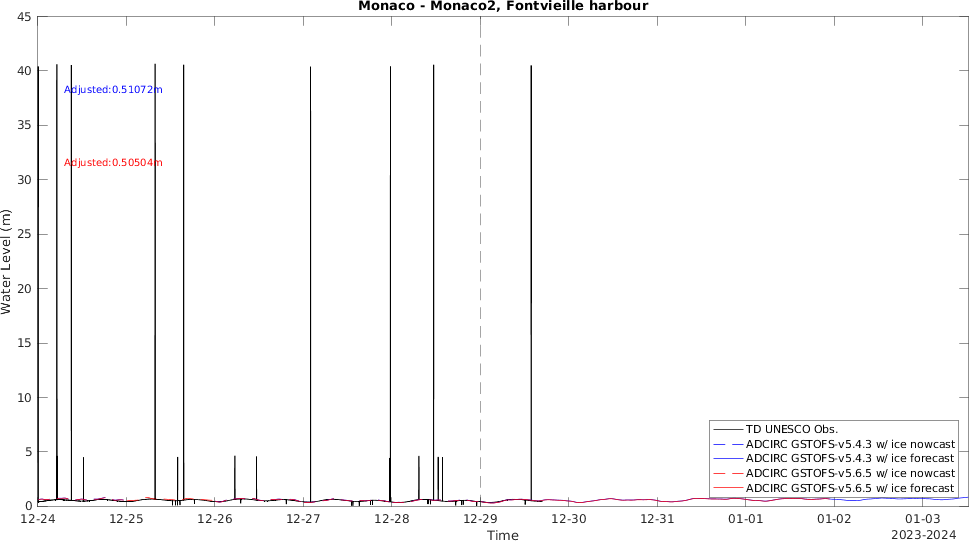 Monaco - Monaco2, Fontvieille harbour
45
40
35
30
25
20
15
10
5
0
Water Level (m)
Adjusted:0.51072m
Adjusted:0.50504m
TD UNESCO Obs.
ADCIRC GSTOFS-v5.4.3 w/ ice nowcast
ADCIRC GSTOFS-v5.4.3 w/ ice forecast
ADCIRC GSTOFS-v5.6.5 w/ ice nowcast
ADCIRC GSTOFS-v5.6.5 w/ ice forecast
12-24 12-25 12-26 12-27 12-28 12-29 12-30 12-31 01-01 01-02 01-03
Time
2023-2024